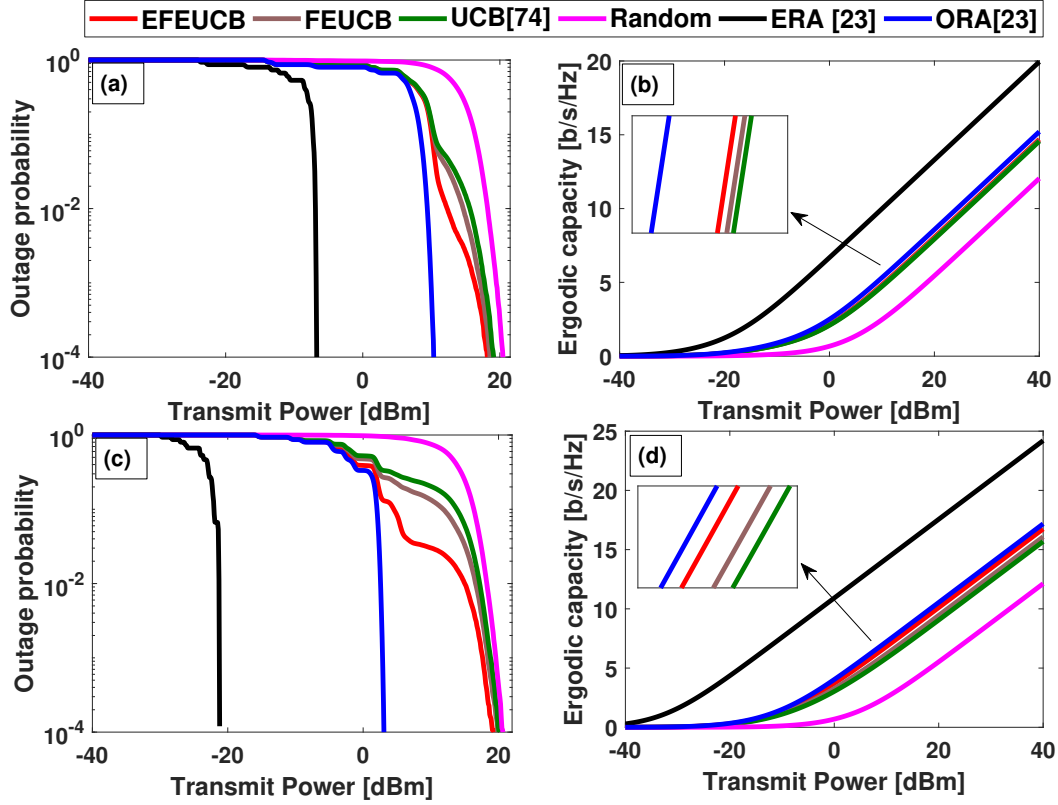 EFEUCB FEUCB UCB[74] Random ERA [23] ORA[23]
(a)
Outage probability
10^0
10^-2
10^-4
-40 -20 0 20
Transmit Power [dBm]
(b)
Ergodic capacity [b/s/Hz]
20
15
10
5
0
-40 -20 0 20 40
Transmit Power [dBm]
(c)
Outage probability
10^0
10^-2
10^-4
-40 -20 0 20
Transmit Power [dBm]
(d)
Ergodic capacity [b/s/Hz]
25
20
15
10
5
0
-40 -20 0 20 40
Transmit Power [dBm]